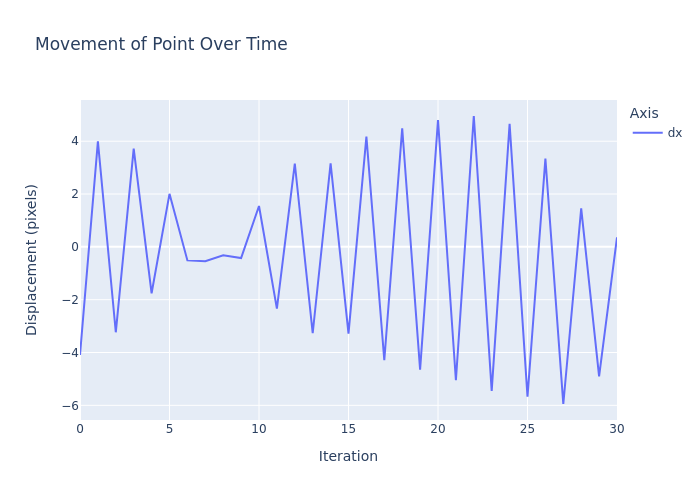 Movement of Point Over Time
Axis
dx
Displacement (pixels)
4
2
0
−2
−4
−6
0 5 10 15 20 25 30
Iteration